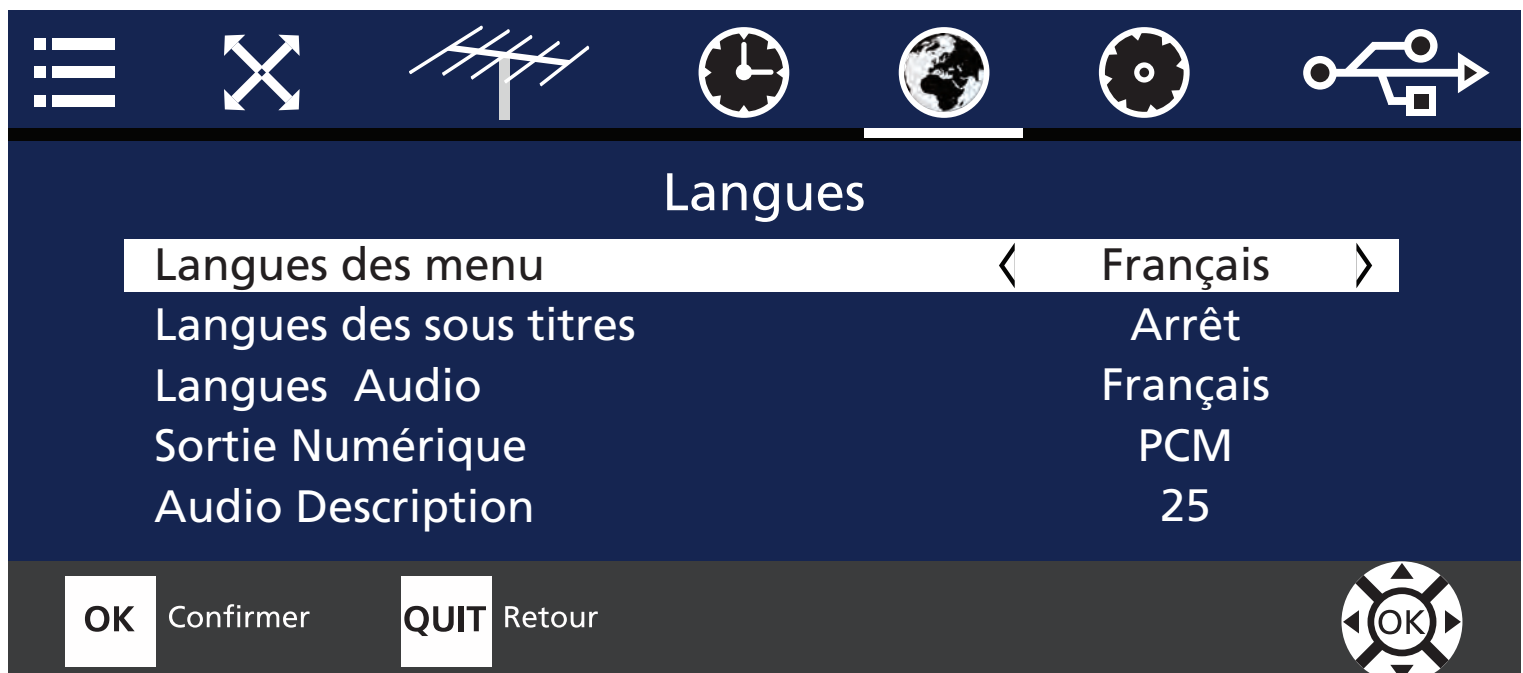 Langues
Langues des menu Français
Langues des sous titres Arrêt
Langues Audio Français
Sortie Numérique PCM
Audio Description 25
OK Confirmer QUIT Retour OK